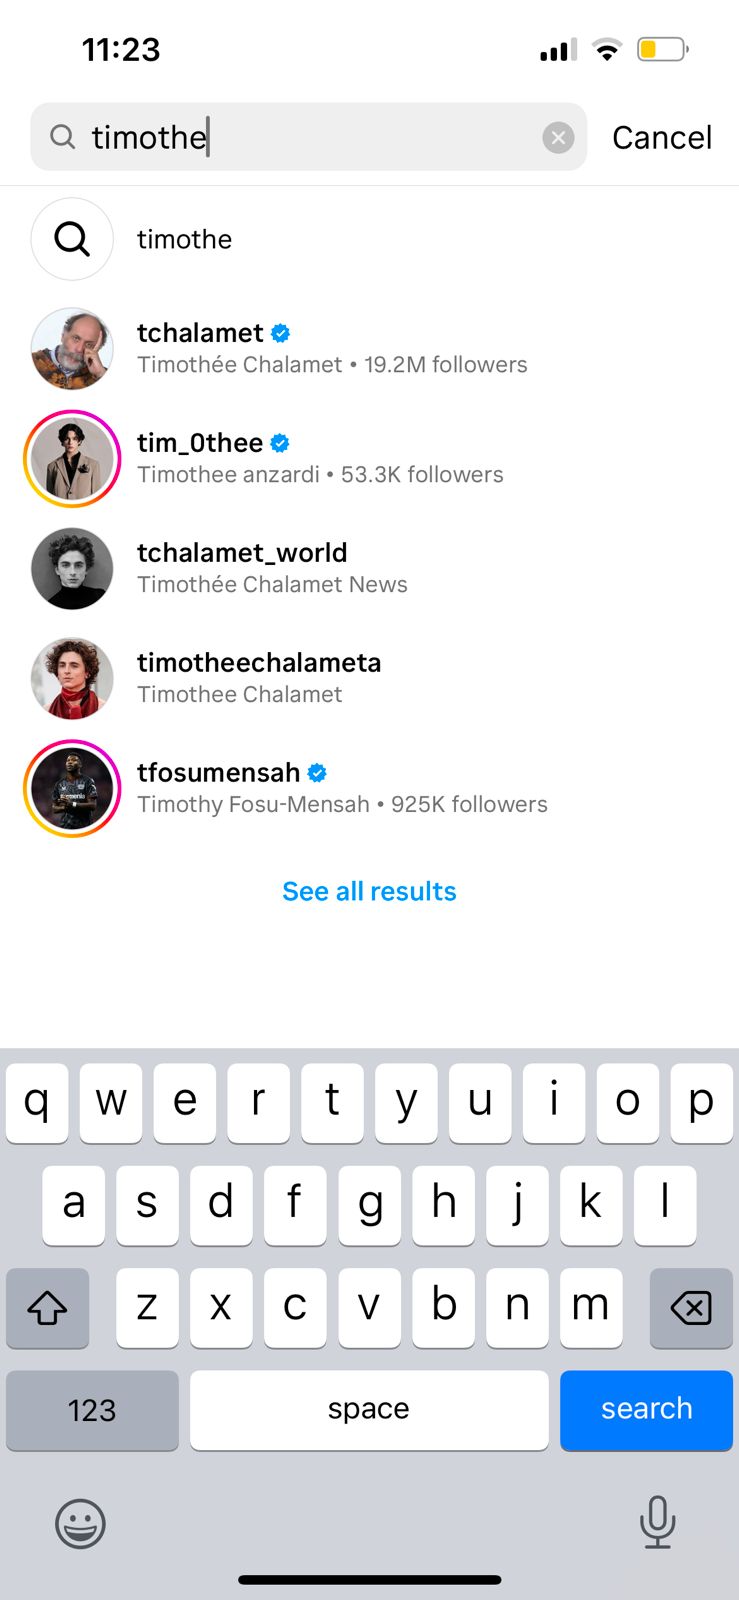 11:23
timothe
Cancel
timothe
tchalamet
Timothée Chalamet • 19.2M followers
tim_0thee
Timothee anzardi • 53.3K followers
tchalamet_world
Timothée Chalamet News
timotheechalameta
Timothee Chalamet
tfosumensah
Timothy Fosu-Mensah • 925K followers
See all results
q w e r t y u i o p
a s d f g h j k l
z x c v b n m
123 space search